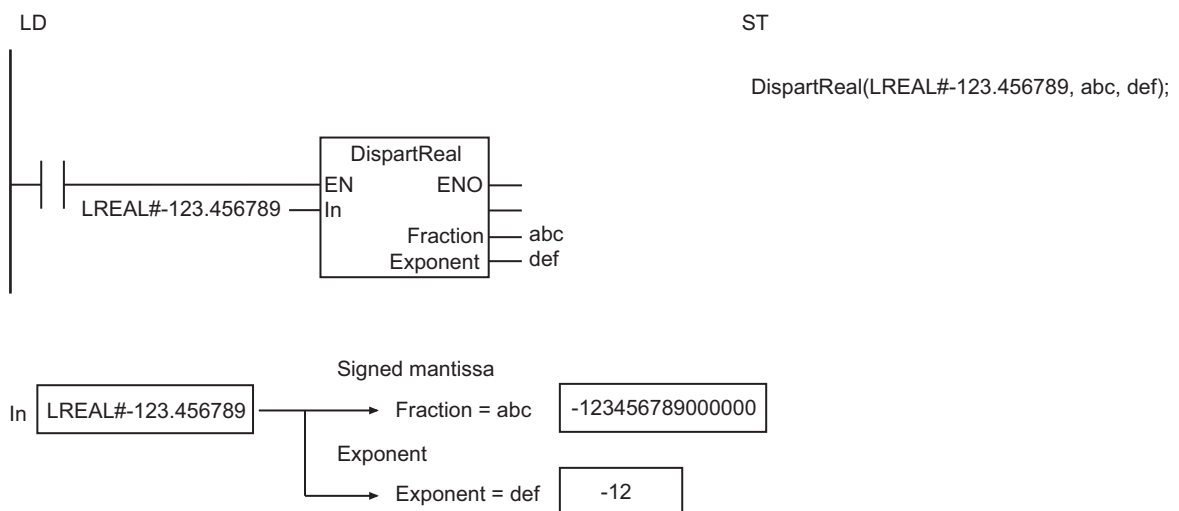 LD
ST
DispartReal(LREAL#-123.456789, abc, def);
DispartReal
EN ENO
LREAL#-123.456789 In
Fraction abc
Exponent def
Signed mantissa
In LREAL#-123.456789 Fraction = abc -123456789000000
Exponent
Exponent = def -12